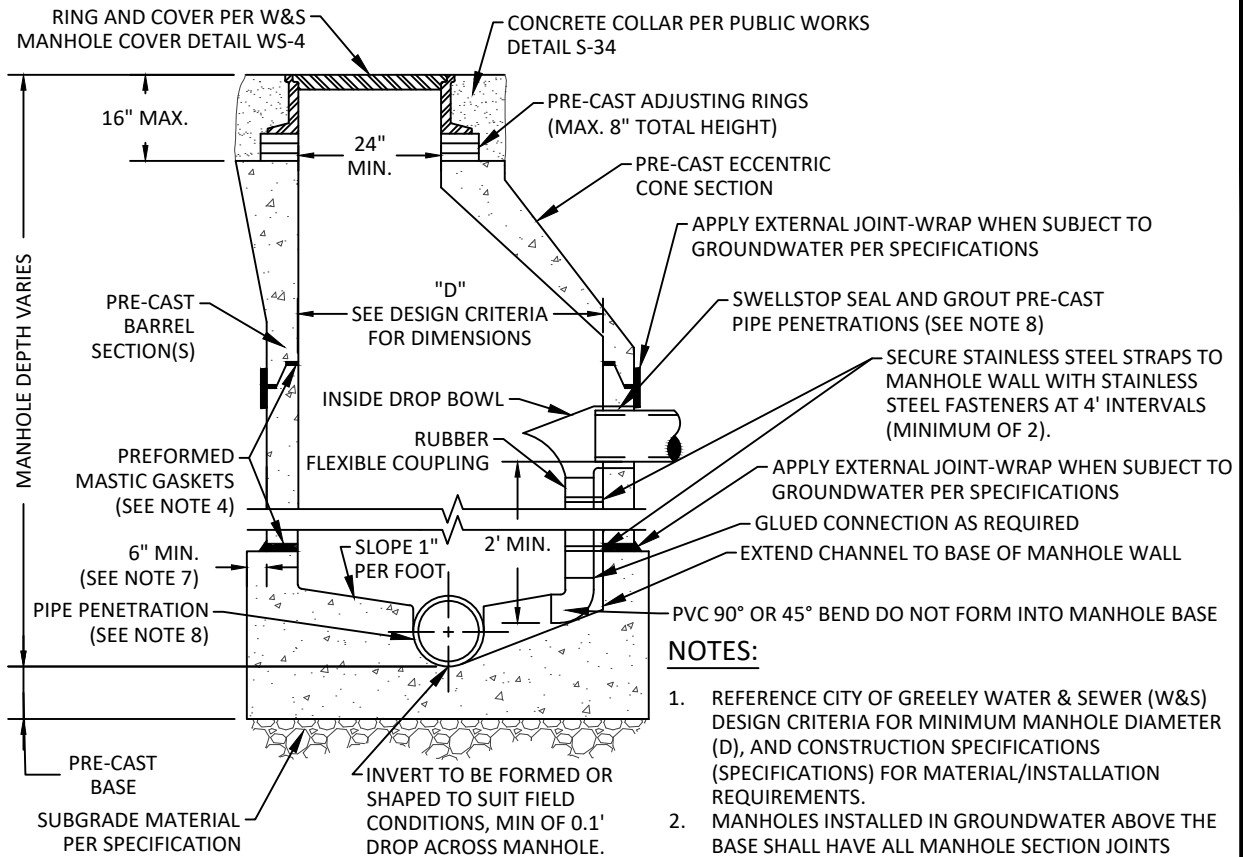 RING AND COVER PER W&S
MANHOLE COVER DETAIL WS-4
CONCRETE COLLAR PER PUBLIC WORKS
DETAIL S-34
16" MAX.
PRE-CAST ADJUSTING RINGS
(MAX. 8" TOTAL HEIGHT)
24"
MIN.
PRE-CAST ECCENTRIC
CONE SECTION
APPLY EXTERNAL JOINT-WRAP WHEN SUBJECT TO
GROUNDWATER PER SPECIFICATIONS
MANHOLE DEPTH VARIES
PRE-CAST
BARREL
SECTION(S)
"D"
SEE DESIGN CRITERIA
FOR DIMENSIONS
SWELLSTOP SEAL AND GROUT PRE-CAST
PIPE PENETRATIONS (SEE NOTE 8)
SECURE STAINLESS STEEL STRAPS TO
MANHOLE WALL WITH STAINLESS
STEEL FASTENERS AT 4' INTERVALS
(MINIMUM OF 2).
INSIDE DROP BOWL
RUBBER
FLEXIBLE COUPLING
PREFORMED
MASTIC GASKETS
(SEE NOTE 4)
APPLY EXTERNAL JOINT-WRAP WHEN SUBJECT TO
GROUNDWATER PER SPECIFICATIONS
GLUED CONNECTION AS REQUIRED
2' MIN.
EXTEND CHANNEL TO BASE OF MANHOLE WALL
6" MIN.
(SEE NOTE 7)
SLOPE 1"
PER FOOT
PIPE PENETRATION
(SEE NOTE 8)
PVC 90° OR 45° BEND DO NOT FORM INTO MANHOLE BASE
PRE-CAST
BASE
SUBGRADE MATERIAL
PER SPECIFICATION
INVERT TO BE FORMED OR
SHAPED TO SUIT FIELD
CONDITIONS, MIN OF 0.1'
DROP ACROSS MANHOLE.
NOTES:
1. REFERENCE CITY OF GREELEY WATER & SEWER (W&S)
DESIGN CRITERIA FOR MINIMUM MANHOLE DIAMETER
(D), AND CONSTRUCTION SPECIFICATIONS
(SPECIFICATIONS) FOR MATERIAL/INSTALLATION
REQUIREMENTS.
2. MANHOLES INSTALLED IN GROUNDWATER ABOVE THE
BASE SHALL HAVE ALL MANHOLE SECTION JOINTS